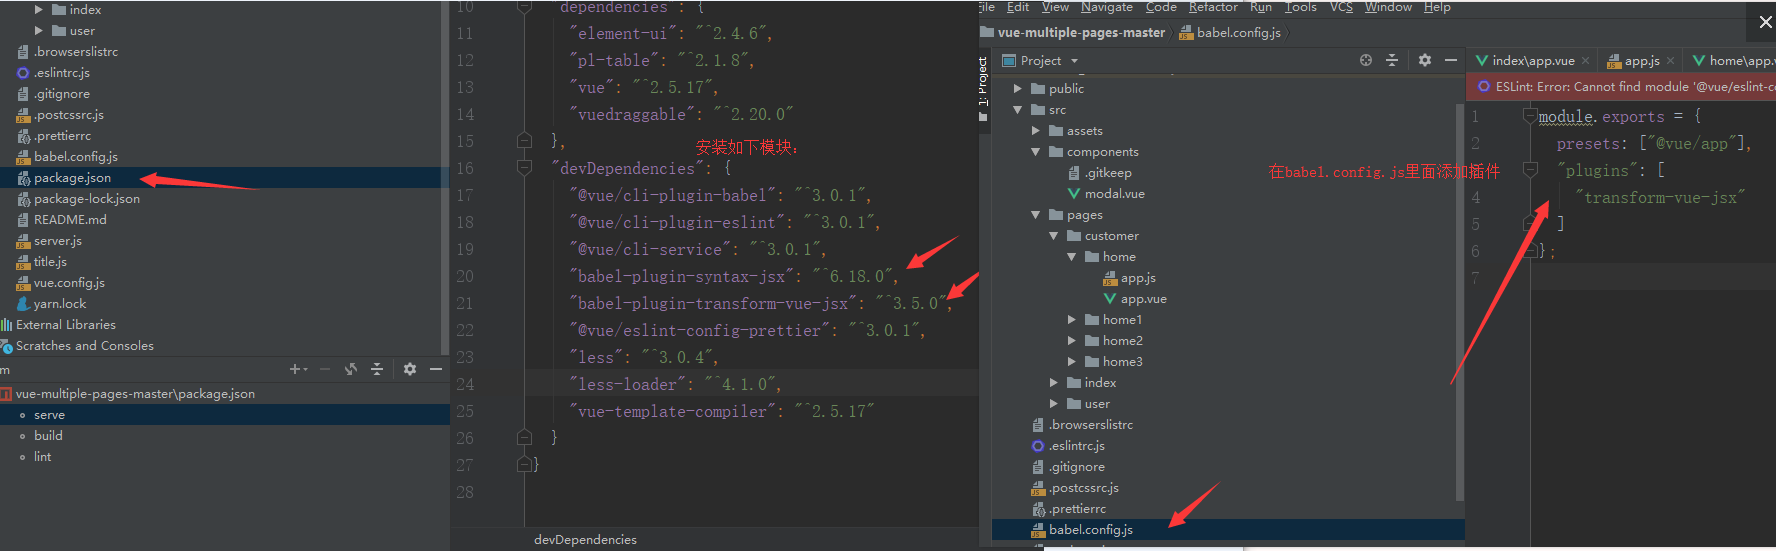 index
user
.browserslistrc
.eslintrc.js
.gitignore
.postcssrc.js
.prettierrc
babel.config.js
package.json
package-lock.json
README.md
server.js
title.js
vue.config.js
yarn.lock
External Libraries
Scratches and Consoles
vue-multiple-pages-master\package.json
serve
build
lint
10 "dependencies": {
11 "element-ui": "^2.4.6",
12 "pl-table": "^2.1.8",
13 "vue": "^2.5.17",
14 "vuedraggable": "^2.20.0"
15 },
安装如下模块：
16 "devDependencies": {
17 "@vue/cli-plugin-babel": "^3.0.1",
18 "@vue/cli-plugin-eslint": "^3.0.1",
19 "@vue/cli-service": "^3.0.1",
20 "babel-plugin-syntax-jsx": "^6.18.0",
21 "babel-plugin-transform-vue-jsx": "^3.5.0",
22 "@vue/eslint-config-prettier": "^3.0.1",
23 "less": "^3.0.4",
24 "less-loader": "^4.1.0",
25 "vue-template-compiler": "^2.5.17"
26 }
27 }
28
devDependencies
Edit View Navigate Code Refactor Run Tools VCS Window Help
vue-multiple-pages-master babel.config.js
1: Project
Project
public
src
assets
components
.gitkeep
modal.vue
pages
customer
home
app.js
app.vue
home1
home2
home3
index
user
.browserslistrc
.eslintrc.js
.gitignore
.postcssrc.js
.prettierrc
babel.config.js
在babel.config.js里面添加插件
index\app.vue app.js
ESLint: Error: Cannot find module
1 module.exports = {
2 presets: ["@vue/app"],
3 "plugins": [
4 "transform-vue-jsx"
5 ]
6 };
7